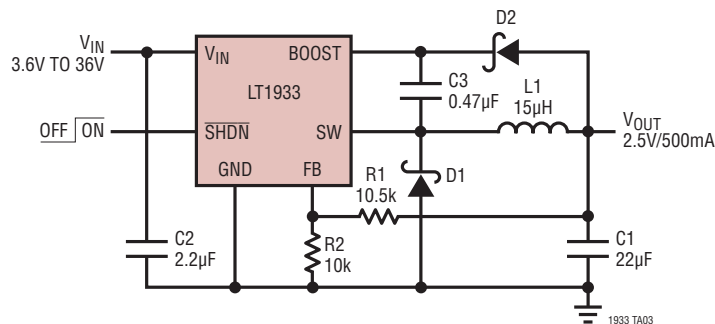 D2
VIN
3.6V TO 36V
VIN
BOOST
LT1933
C3
0.47µF
L1
15µH
OFF ON
SHDN
SW
VOUT
2.5V/500mA
GND
FB
R1
10.5k
D1
C2
2.2µF
R2
10k
C1
22µF
1933 TA03